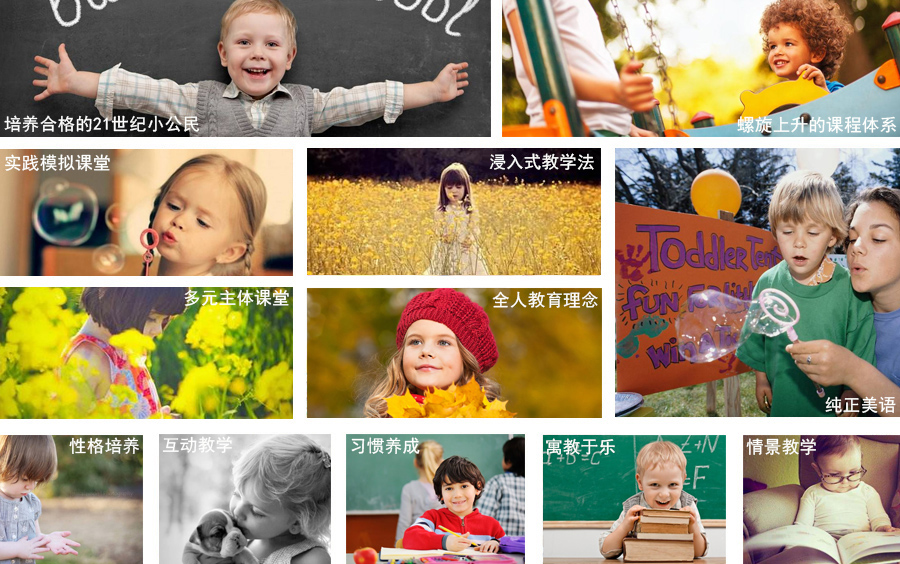 培养合格的21世纪小公民
螺旋上升的课程体系
实践模拟课堂
浸入式教学法
Toddler
fun
纯正美语
多元主体课堂
全人教育理念
性格培养
互动教学
习惯养成
寓教于乐
情景教学